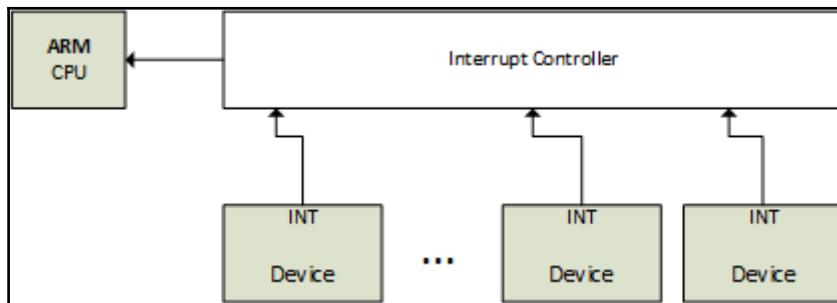 ARM
CPU
Interrupt Controller
INT
Device
...
INT
Device
INT
Device